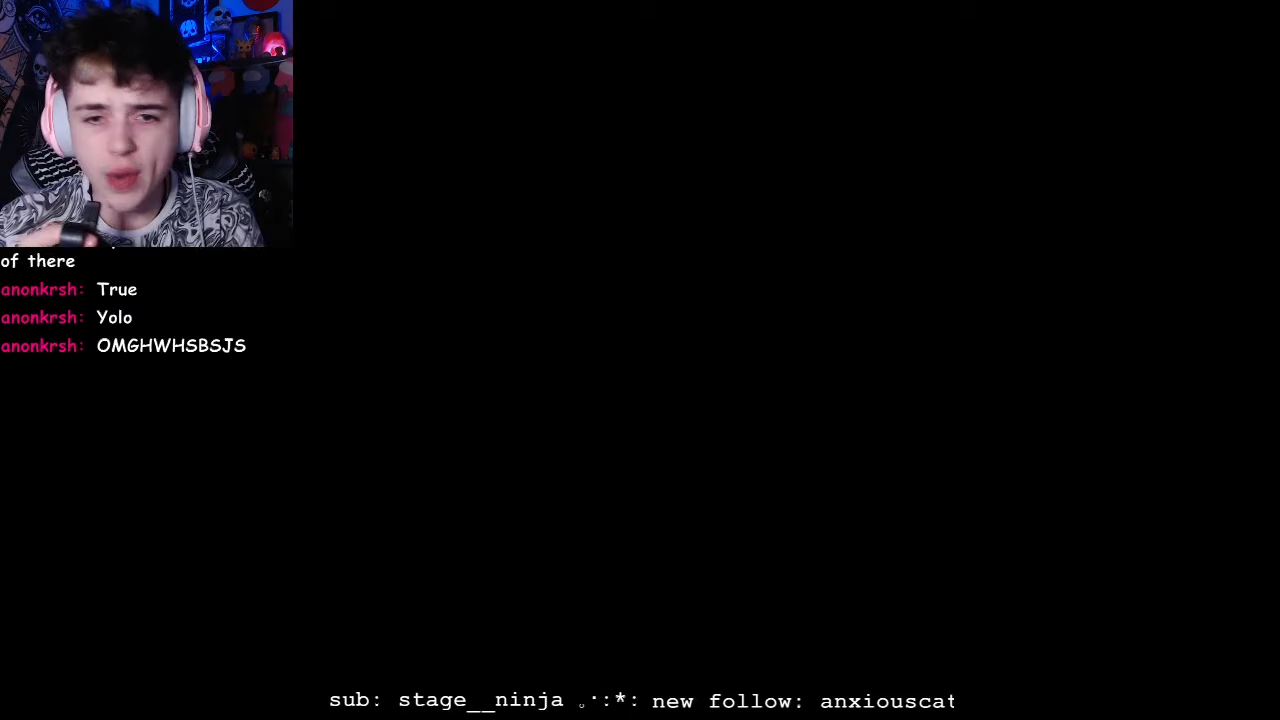 of there
anonkrsh: True
anonkrsh: Yolo
anonkrsh: OMGHWHSBSJS
sub: stage__ninja 。･:*: new follow: anxiouscat